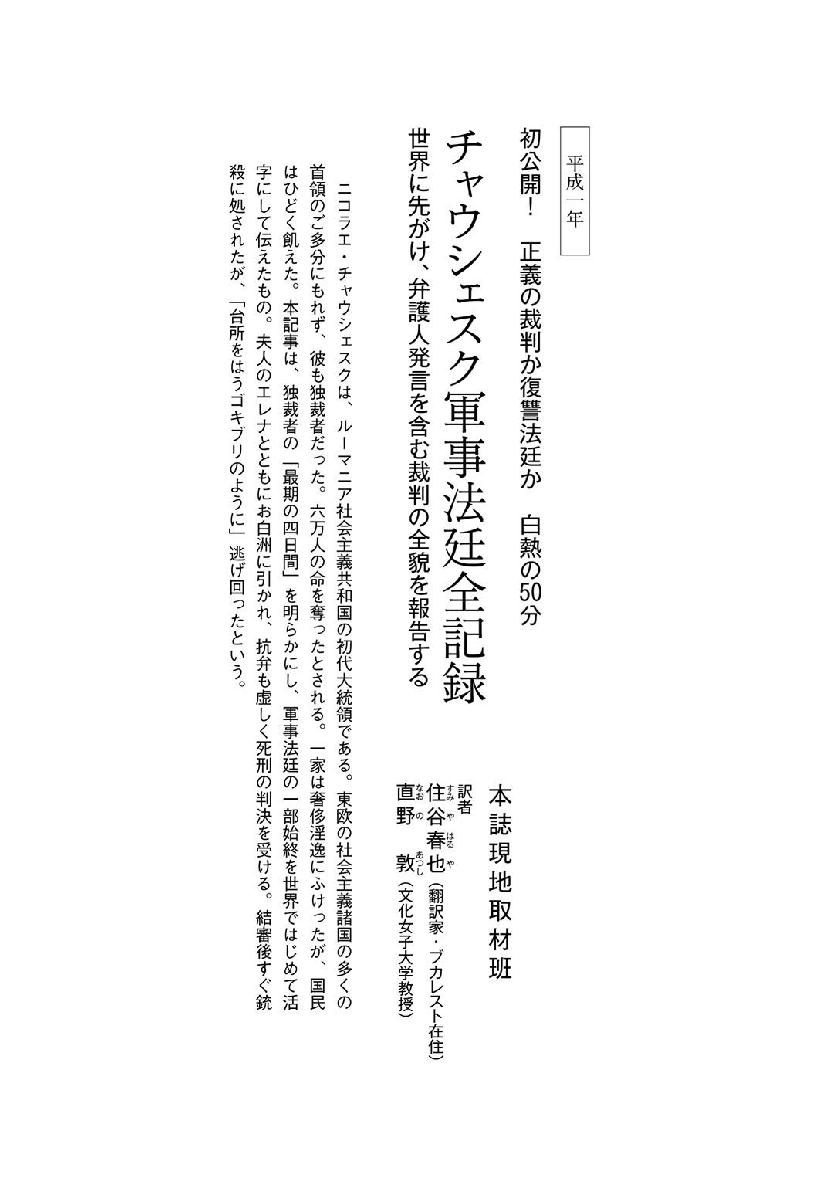 平成一年
初公開！　正義の裁判か復讐法廷か　白熱の50分
チャウシェスク軍事法廷全記録
世界に先がけ、弁護人発言を含む裁判の全貌を報告する
本誌現地取材班
訳者
住谷春也（翻訳家・ブカレスト在住）
すみやはるや
直野　敦（文化女子大学教授）
なおのあつし
ニコラエ・チャウシェスクは、ルーマニア社会主義共和国の初代大統領である。東欧の社会主義諸国の多くの
首領のご多分にもれず、彼も独裁者だった。六万人の命を奪ったとされる。一家は奢侈淫逸にふけったが、国民
はひどく飢えた。本記事は、独裁者の「最期の四日間」を明らかにし、軍事法廷の一部始終を世界ではじめて活
字にして伝えたもの。夫人のエレナとともにお白洲に引かれ、抗弁も虚しく死刑の判決を受ける。結審後すぐ銃
殺に処されたが、「台所をはうゴキブリのように」逃げ回ったという。